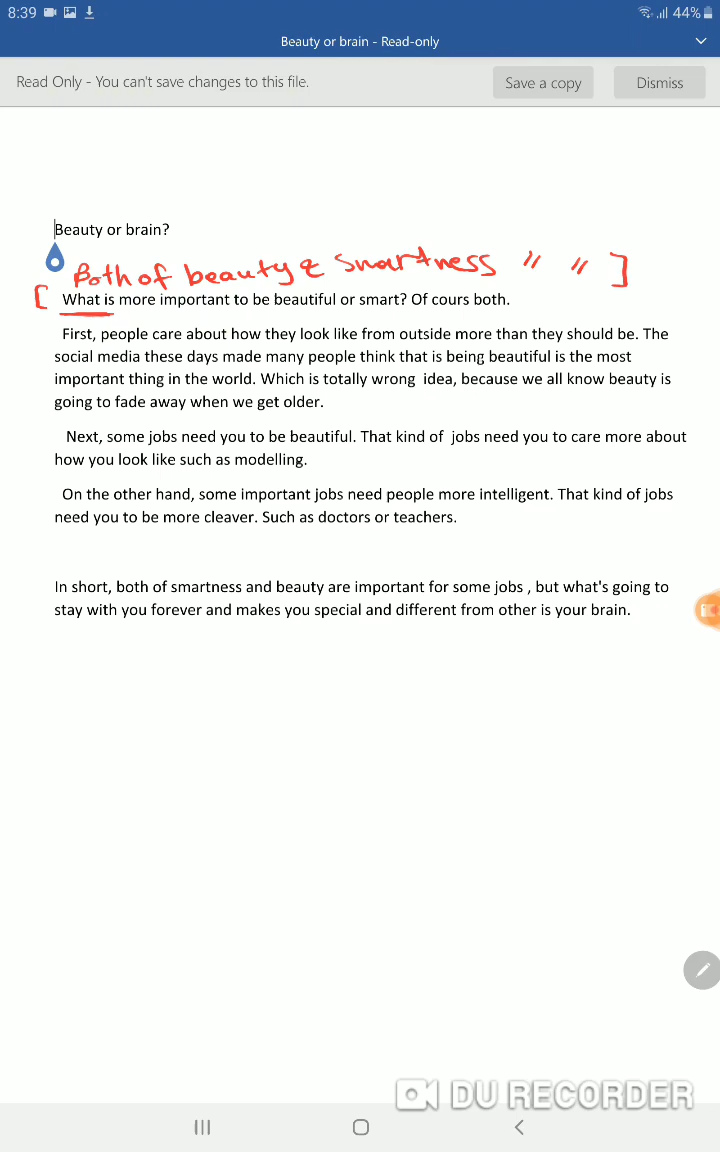 8:39 44%
Beauty or brain - Read-only
Read Only - You can't save changes to this file. Save a copy Dismiss
Beauty or brain?
Both of beauty & smartness " " ]
[ What is more important to be beautiful or smart? Of cours both.
First, people care about how they look like from outside more than they should be. The
social media these days made many people think that is being beautiful is the most
important thing in the world. Which is totally wrong idea, because we all know beauty is
going to fade away when we get older.
Next, some jobs need you to be beautiful. That kind of jobs need you to care more about
how you look like such as modelling.
On the other hand, some important jobs need people more intelligent. That kind of jobs
need you to be more cleaver. Such as doctors or teachers.
In short, both of smartness and beauty are important for some jobs , but what's going to
stay with you forever and makes you special and different from other is your brain.
DU RECORDER